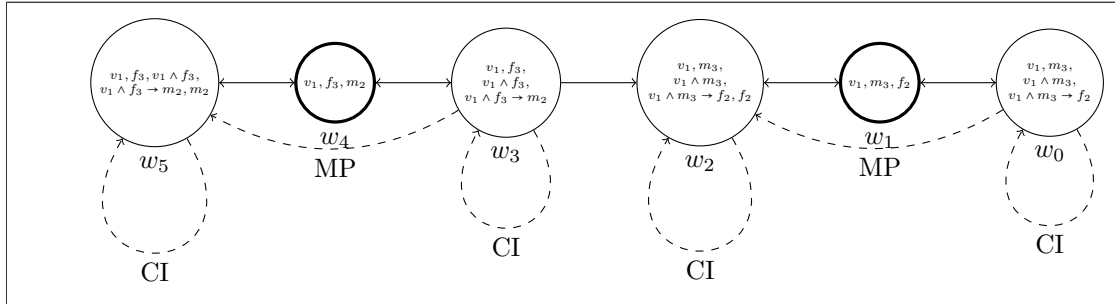 v₁, f₃, v₁ ∧ f₃,
v₁ ∧ f₃ → m₂, m₂
v₁, f₃, m₂
v₁, f₃,
v₁ ∧ f₃,
v₁ ∧ f₃ → m₂
v₁, m₃,
v₁ ∧ m₃,
v₁ ∧ m₃ → f₂, f₂
v₁, m₃, f₂
v₁, m₃,
v₁ ∧ m₃,
v₁ ∧ m₃ → f₂
w₅
w₄
w₃
w₂
w₁
w₀
MP
MP
CI
CI
CI
CI